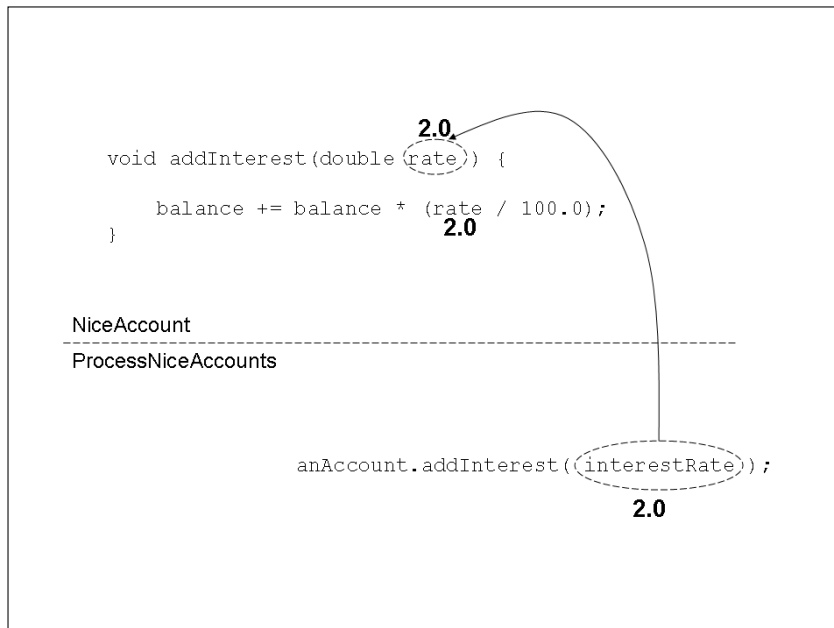 2.0
void addInterest(double rate) {
balance += balance * (rate / 100.0);
2.0
}
NiceAccount
ProcessNiceAccounts
anAccount.addInterest(interestRate);
2.0